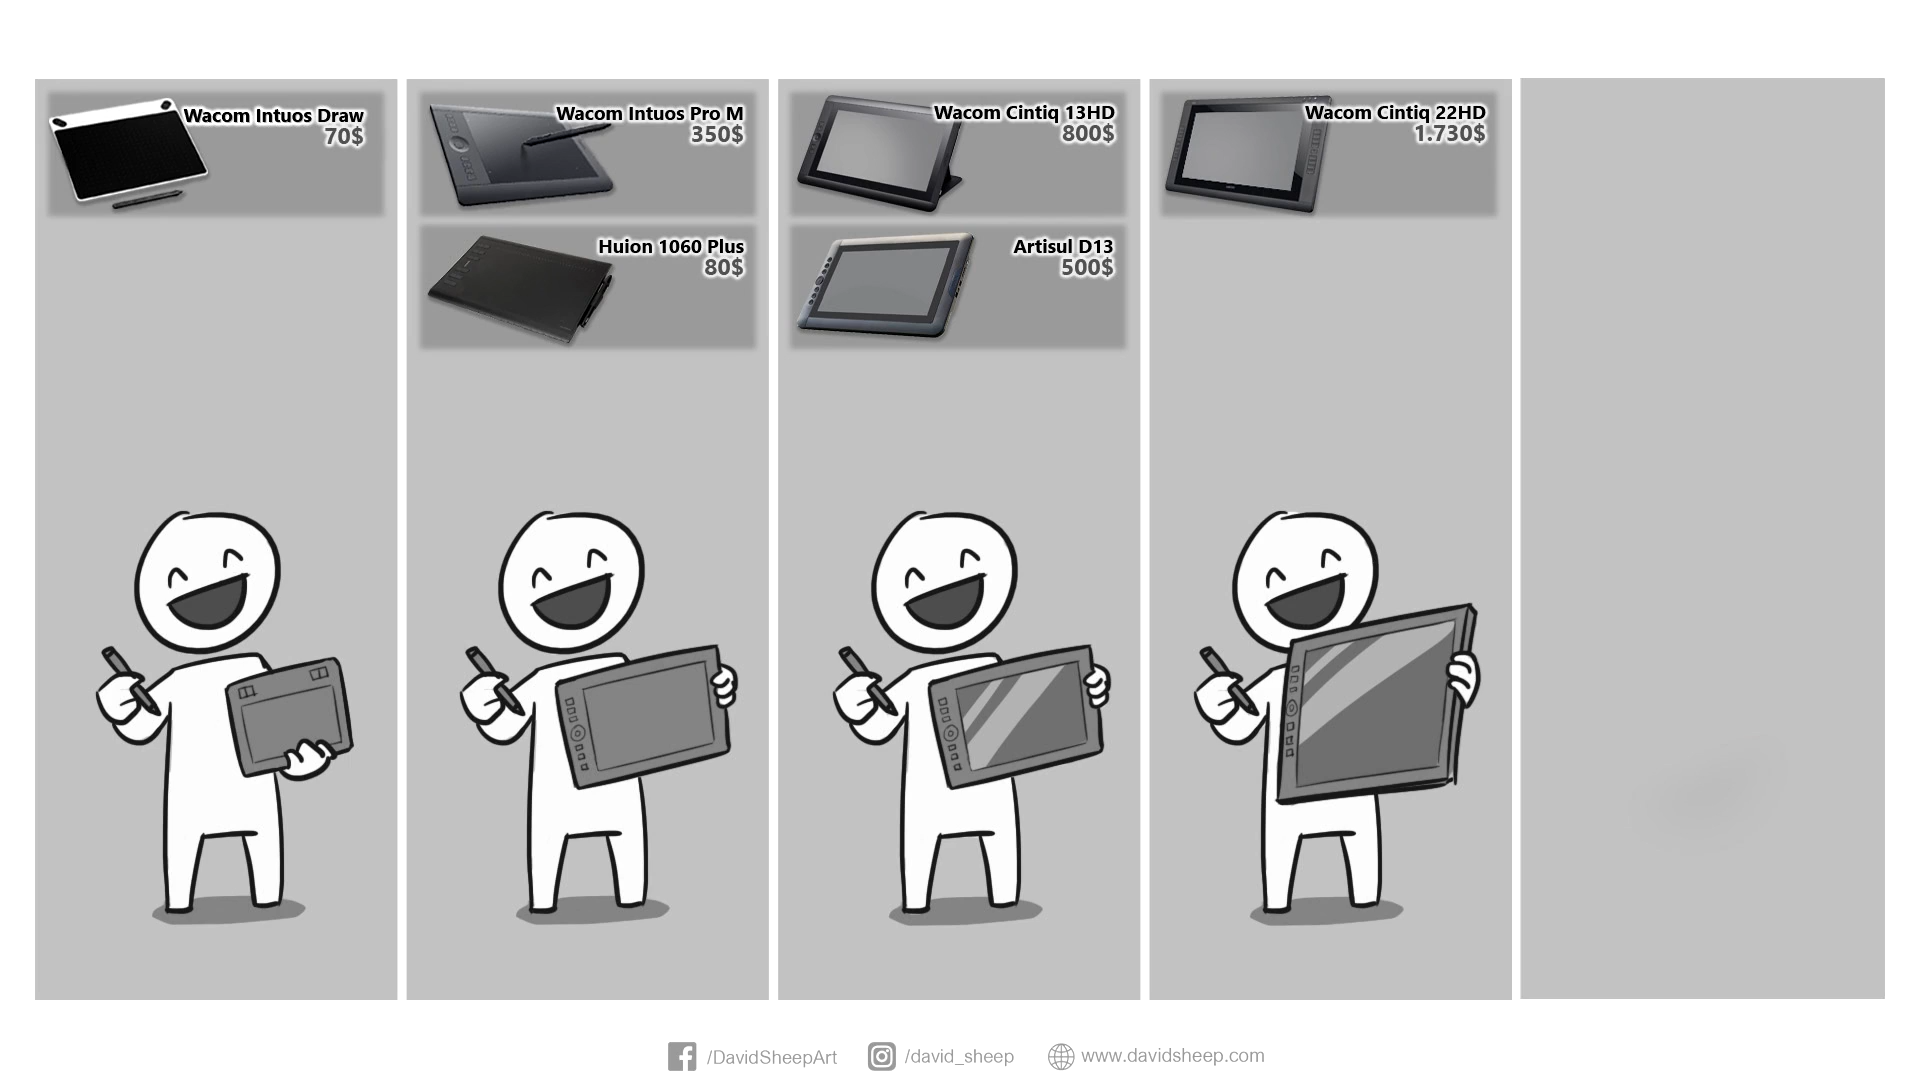 Wacom Intuos Draw
70$
Wacom Intuos Pro M
350$
Huion 1060 Plus
80$
Wacom Cintiq 13HD
800$
Artisul D13
500$
Wacom Cintiq 22HD
1.730$
/DavidSheepArt
/david_sheep
www.davidsheep.com